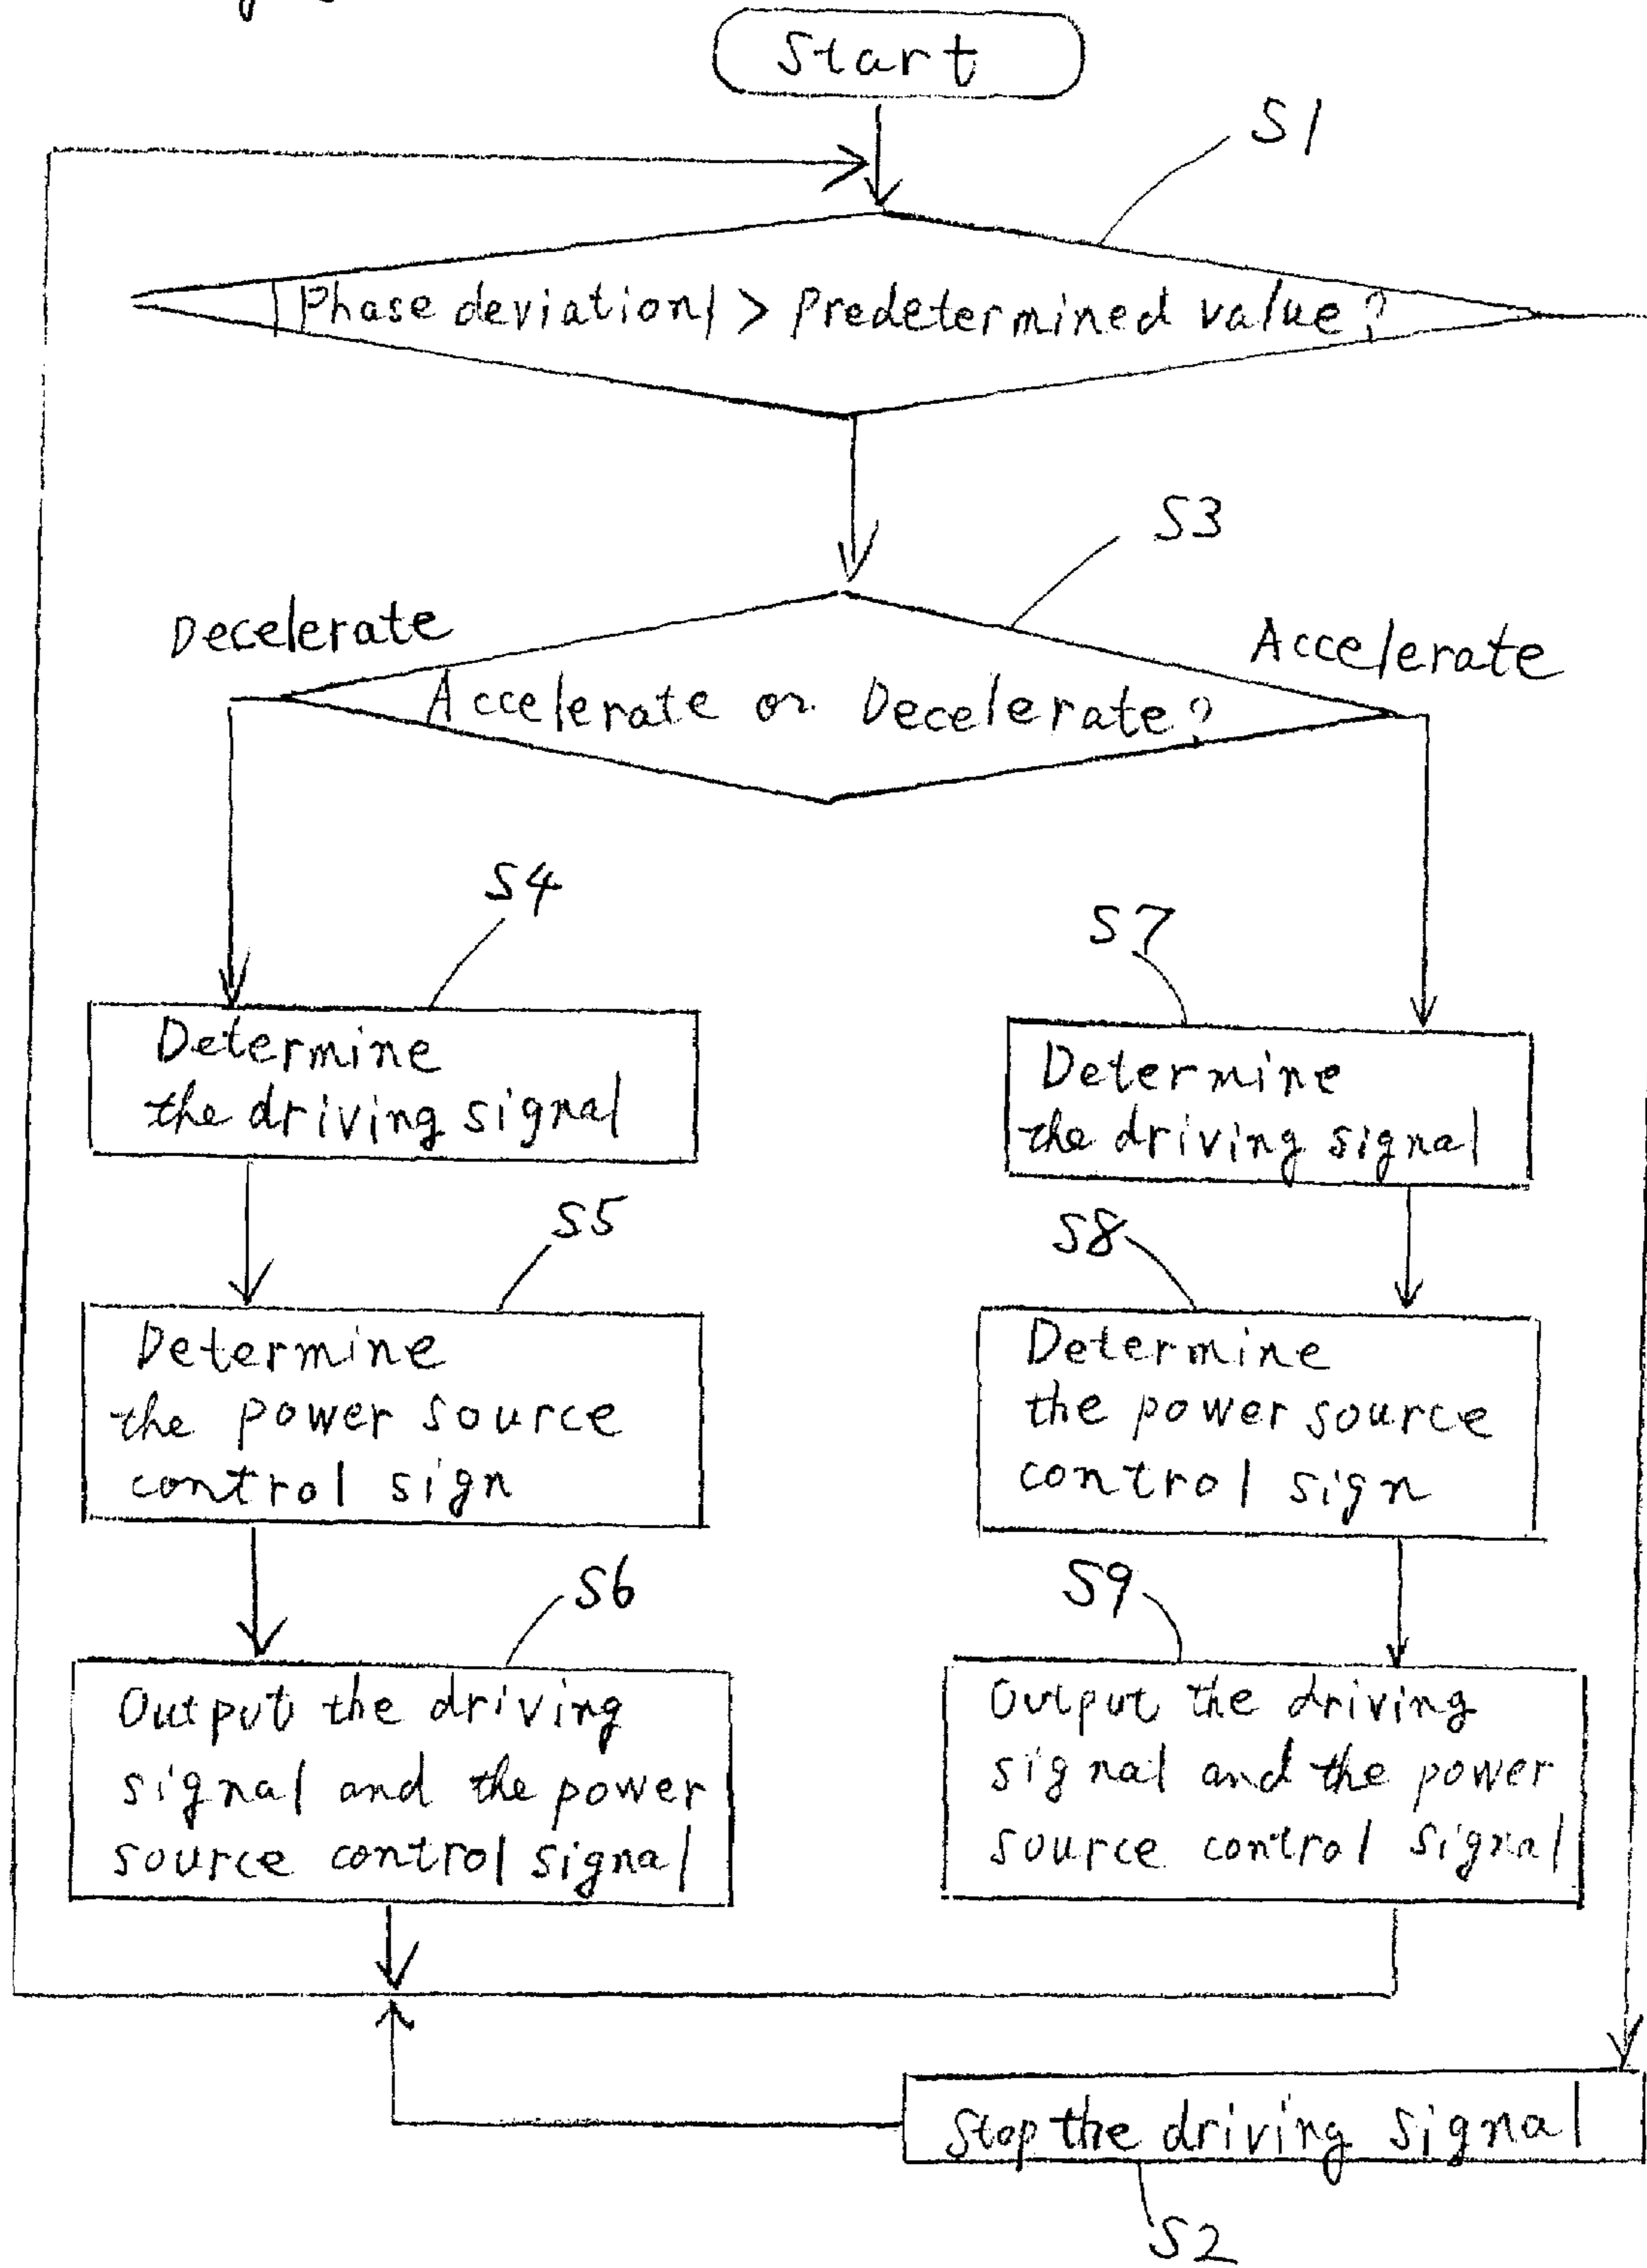 Start
S1
|Phase deviation| > Predetermined value?
S3
Decelerate
Accelerate
Accelerate or Decelerate?
S4
Determine
the driving signal
S5
Determine
the power source
control sign
S6
Output the driving
signal and the power
source control signal
S7
Determine
the driving signal
S8
Determine
the power source
control sign
S9
Output the driving
signal and the power
source control signal
Stop the driving signal
S2